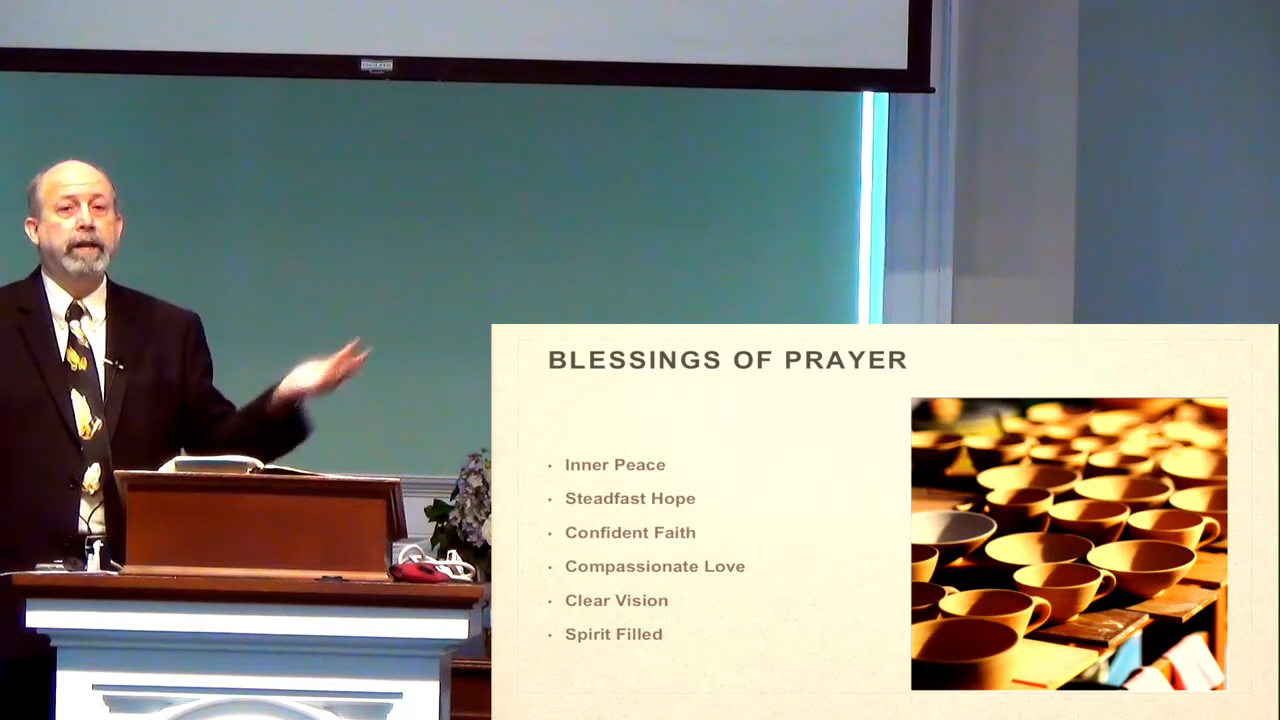 BLESSINGS OF PRAYER
• Inner Peace
• Steadfast Hope
• Confident Faith
• Compassionate Love
• Clear Vision
• Spirit Filled